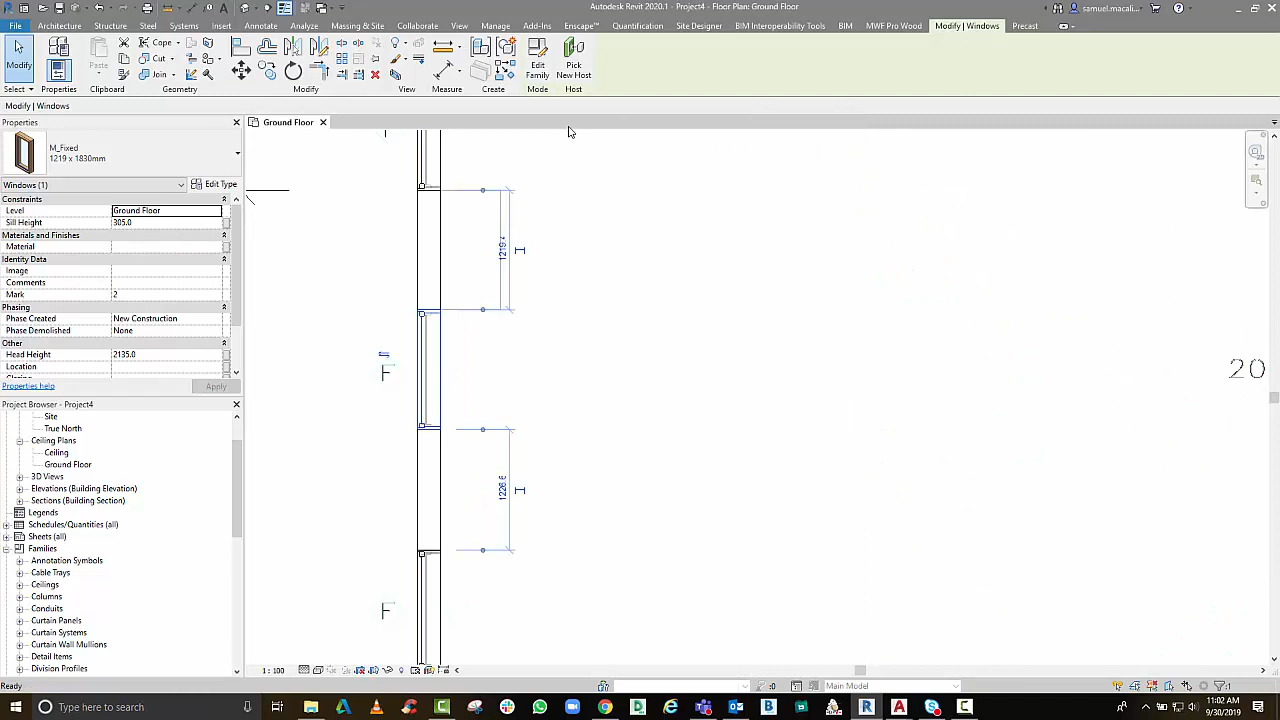 Autodesk Revit 2020.1 - Project4 - Floor Plan: Ground Floor
samuel.macali...
File Architecture Structure Steel Systems Insert Annotate Analyze Massing & Site Collaborate View Manage Add-Ins Enscape™ Quantification Site Designer BIM Interoperability Tools BIM MWF Pro Wood Modify | Windows Precast
Cope
Cut
Join
Modify
Paste
Edit Family
Pick New Host
Select Properties Clipboard Geometry Modify View Measure Create Mode Host
Modify | Windows
Properties
Ground Floor
M_Fixed
1219 x 1830mm
Windows (1)
Edit Type
Constraints
Level Ground Floor
Sill Height 305.0
Materials and Finishes
Material
Identity Data
Image
Comments
Mark 2
Phasing
Phase Created New Construction
Phase Demolished None
Other
Head Height 2135.0
Location
Properties help
Apply
Project Browser - Project4
Site
True North
Ceiling Plans
Ceiling
Ground Floor
3D Views
Elevations (Building Elevation)
Sections (Building Section)
Legends
Schedules/Quantities (all)
Sheets (all)
Families
Annotation Symbols
Cable Trays
Ceilings
Columns
Conduits
Curtain Panels
Curtain Systems
Curtain Wall Mullions
Detail Items
Division Profiles
1219.4
F
20
1226.6
F
1 : 100
Ready
:0
Main Model
:1
Type here to search
11:02 AM
9/30/2019